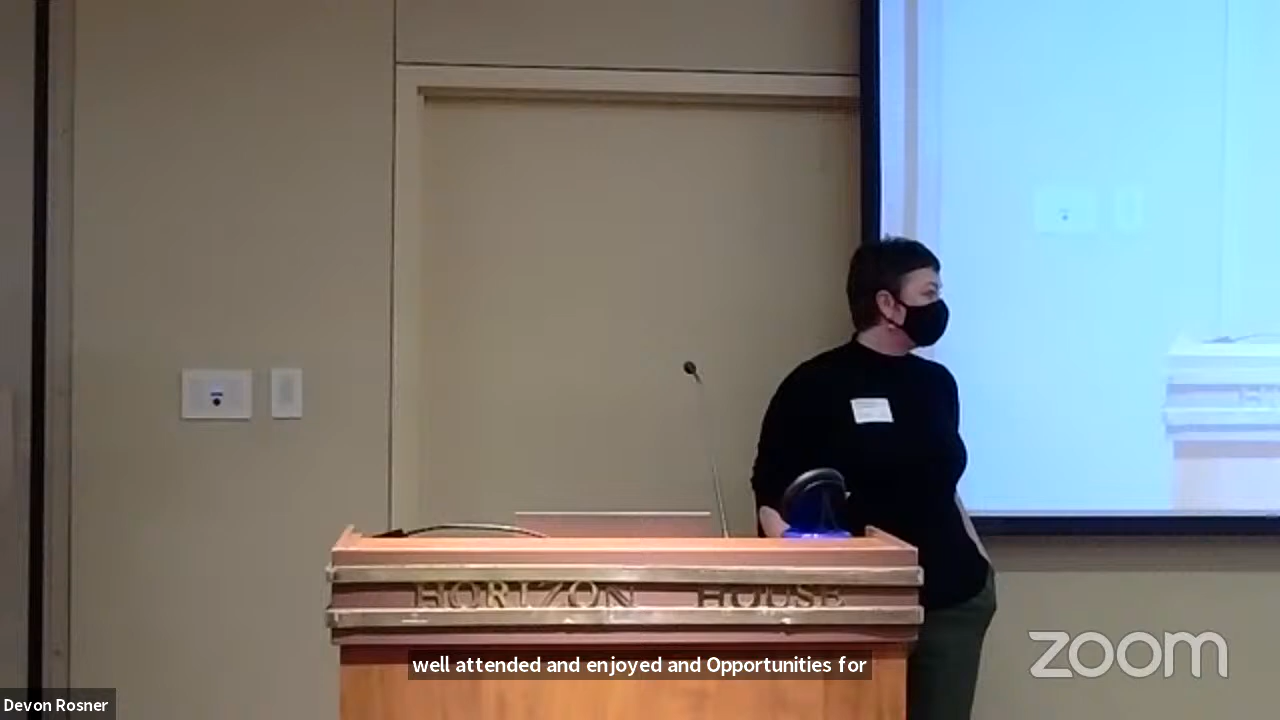 HORIZON HOUSE
well attended and enjoyed and Opportunities for
zoom
Devon Rosner